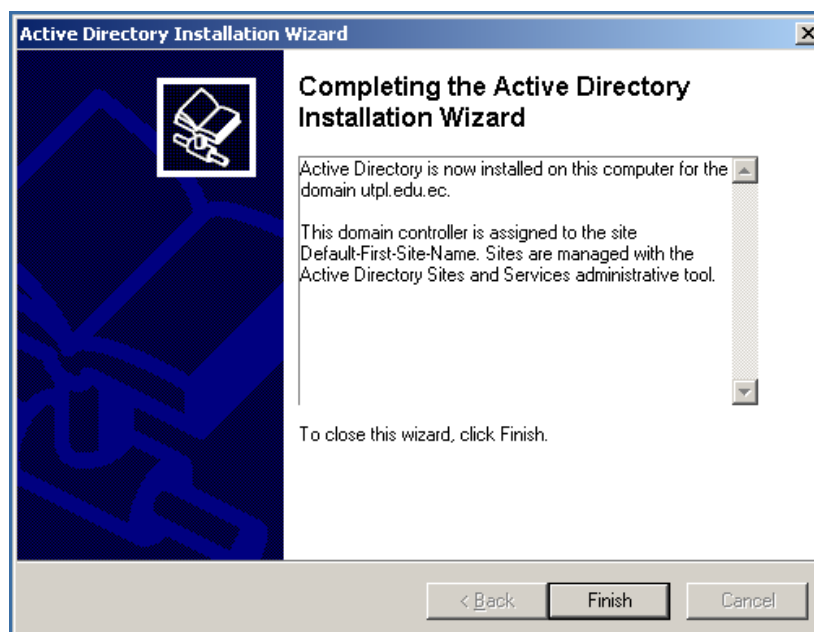 Active Directory Installation Wizard
Completing the Active Directory
Installation Wizard
Active Directory is now installed on this computer for the
domain utpl.edu.ec.
This domain controller is assigned to the site
Default-First-Site-Name. Sites are managed with the
Active Directory Sites and Services administrative tool.
To close this wizard, click Finish.
< Back
Finish
Cancel